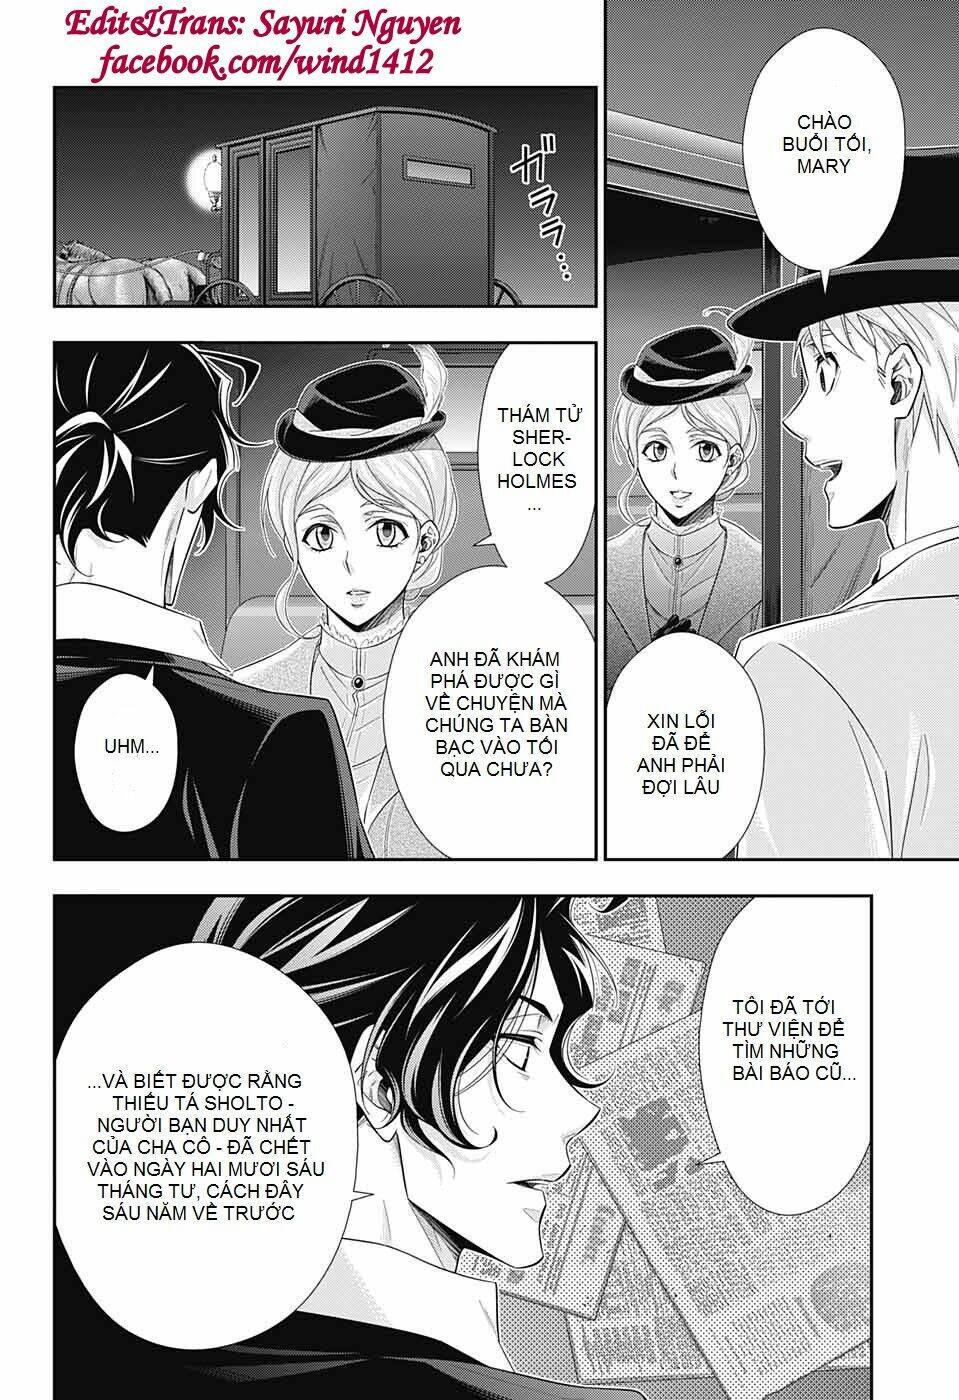 Edit&Trans: Sayuri Nguyen
facebook.com/wind1412
CHÀO
BUỔI TỐI,
MARY
XIN LỖI
ĐÃ ĐỂ
ANH PHẢI
ĐỢI LÂU
ガラララ...
THÁM TỬ
SHER-
LOCK
HOLMES
...
ANH ĐÃ KHÁM
PHÁ ĐƯỢC GÌ
VỀ CHUYỆN MÀ
CHÚNG TA BÀN
BẠC VÀO TỐI
QUA CHƯA?
UHM...
TÔI ĐÃ TỚI
THƯ VIỆN ĐỂ
TÌM NHỮNG
BÀI BÁO CŨ...
...VÀ BIẾT ĐƯỢC RẰNG
THIẾU TÁ SHOLTO -
NGƯỜI BẠN DUY NHẤT
CỦA CHA CÔ - ĐÃ CHẾT
VÀO NGÀY HAI MƯƠI SÁU
THÁNG TƯ, CÁCH ĐÂY
SÁU NĂM VỀ TRƯỚC